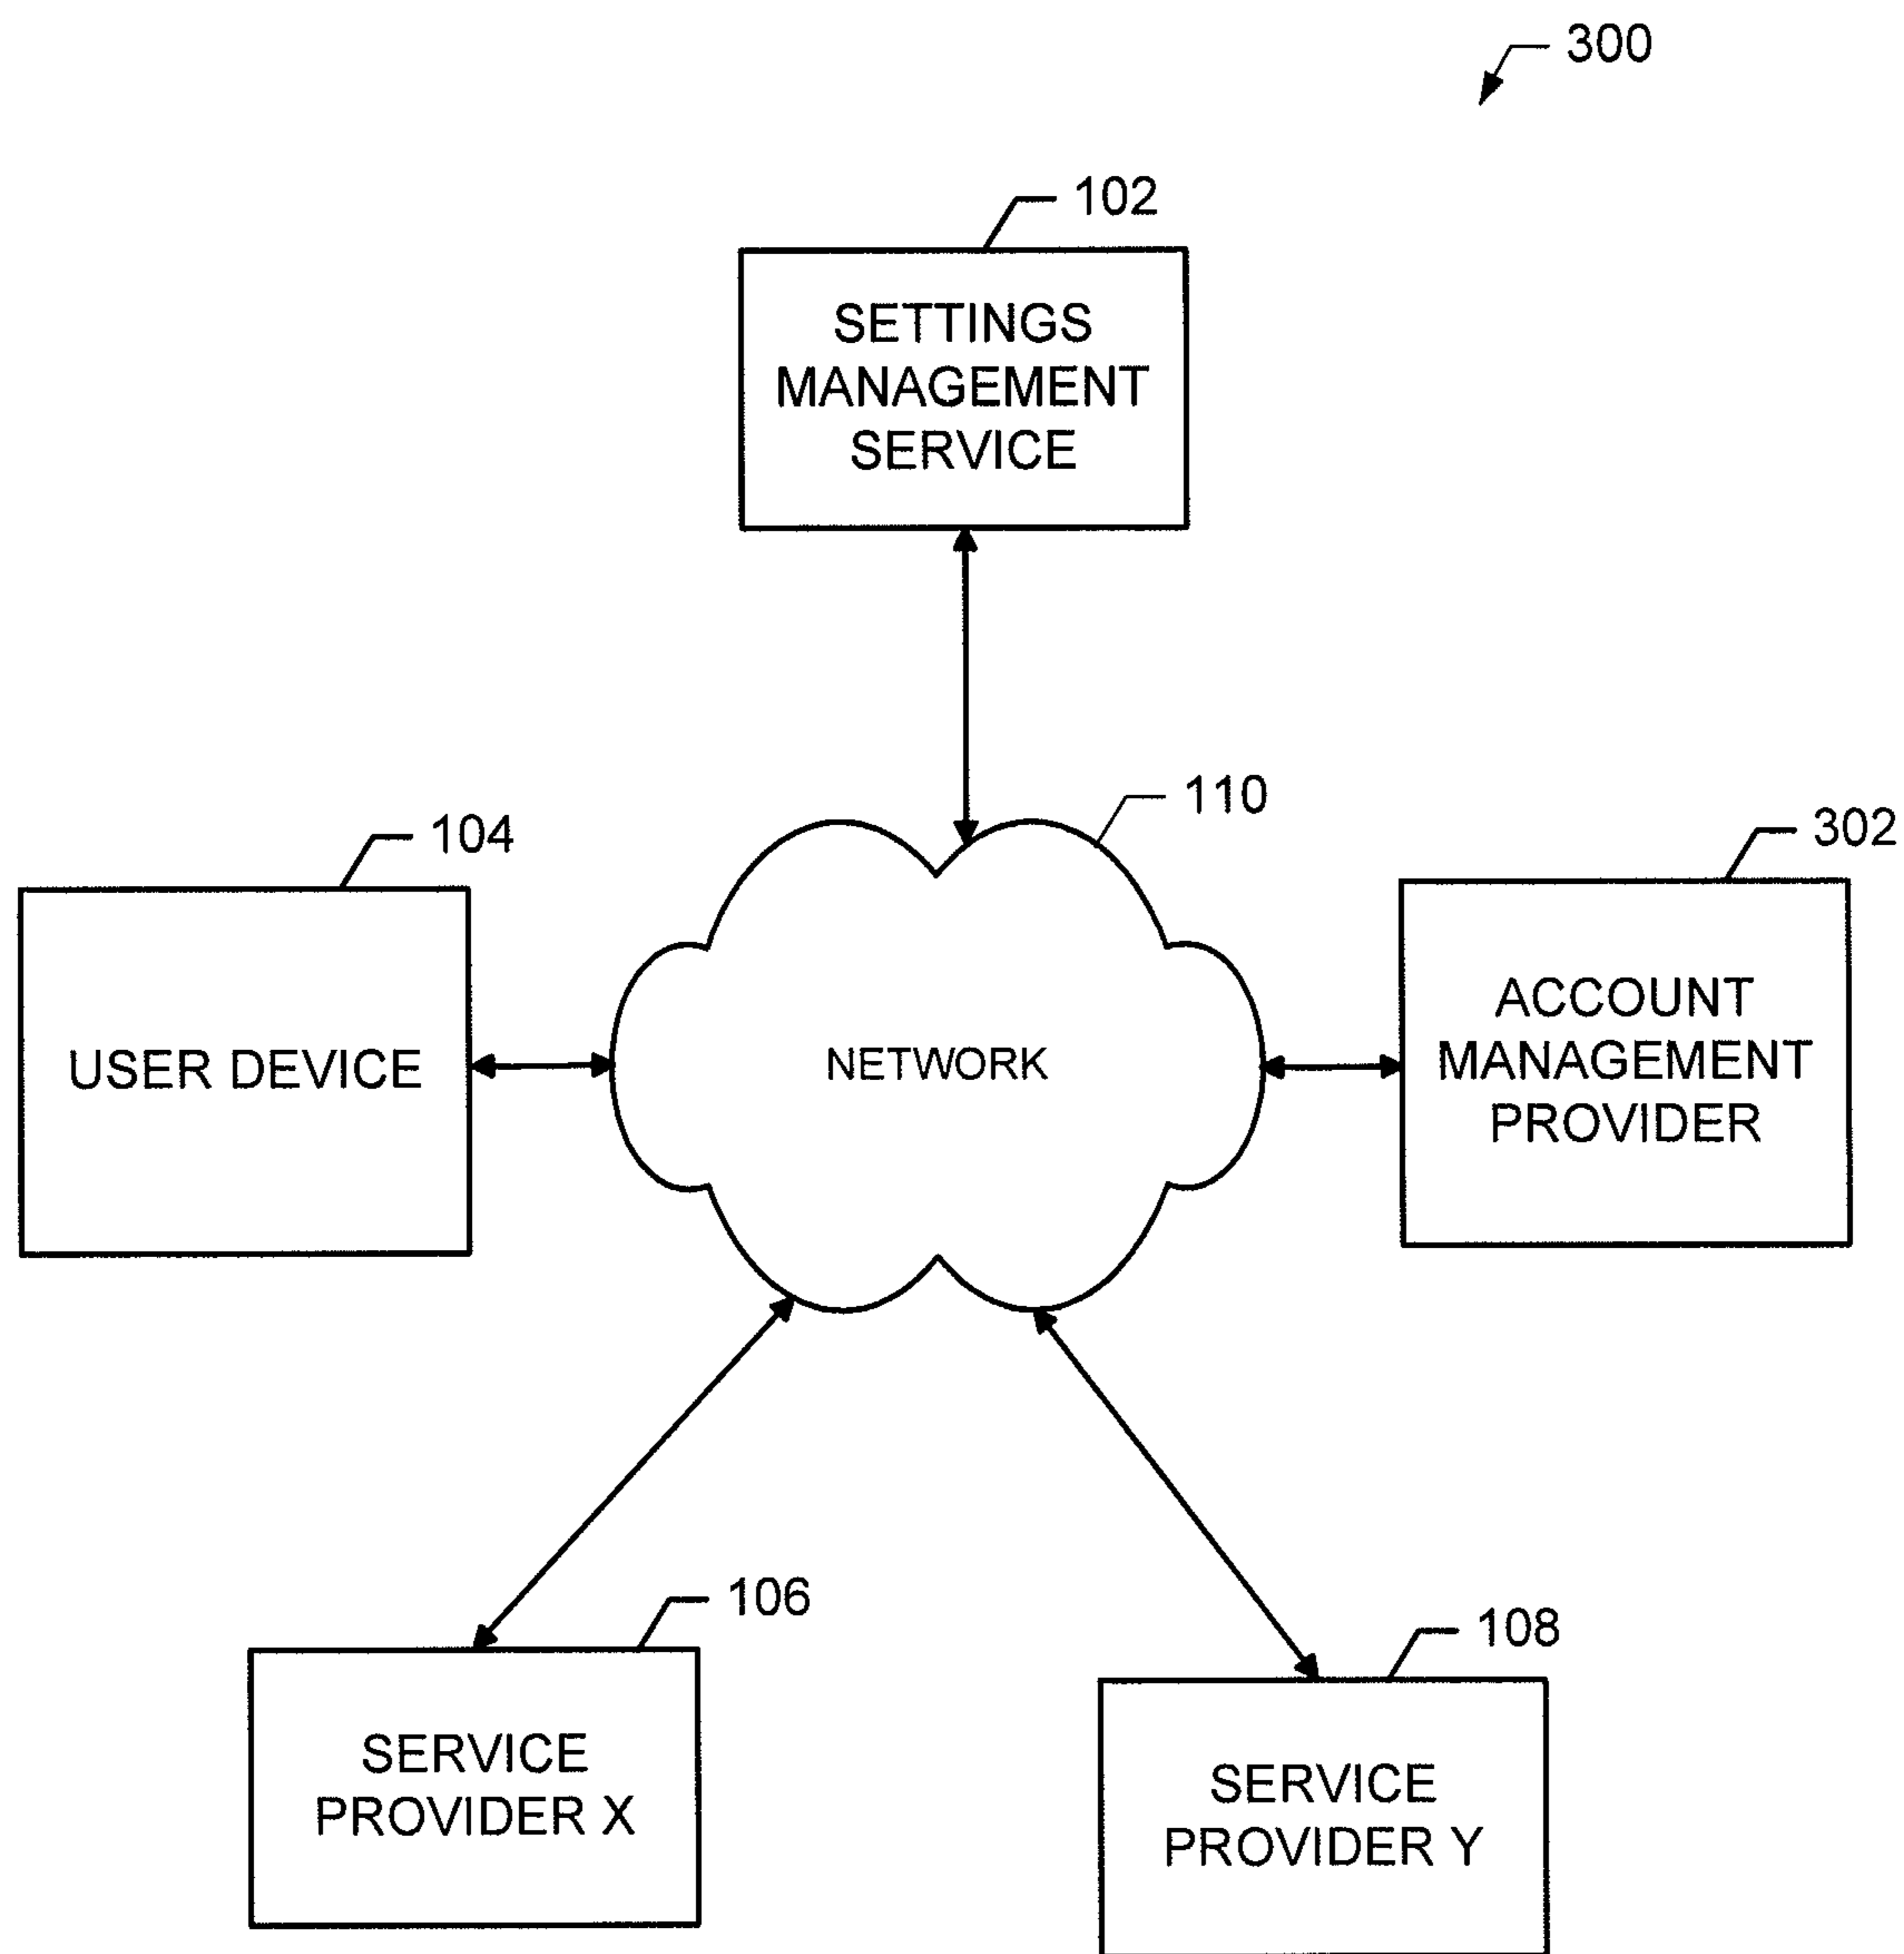 300
102
SETTINGS
MANAGEMENT
SERVICE
110
104
302
USER DEVICE
NETWORK
ACCOUNT
MANAGEMENT
PROVIDER
106
108
SERVICE
PROVIDER X
SERVICE
PROVIDER Y